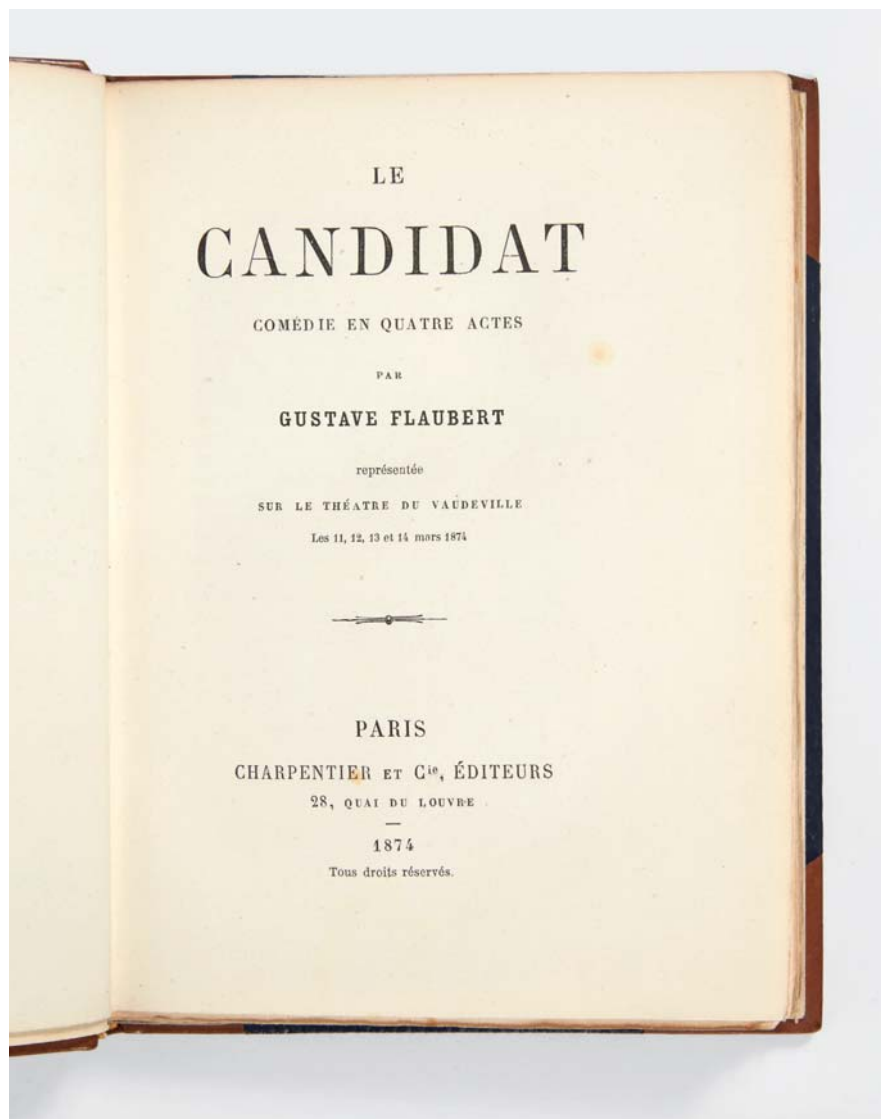 LE
CANDIDAT
COMÉDIE EN QUATRE ACTES
PAR
GUSTAVE FLAUBERT
représentée
SUR LE THÉATRE DU VAUDEVILLE
Les 11, 12, 13 et 14 mars 1874
PARIS
CHARPENTIER ET Cie, ÉDITEURS
28, QUAI DU LOUVRE
1874
Tous droits réservés.